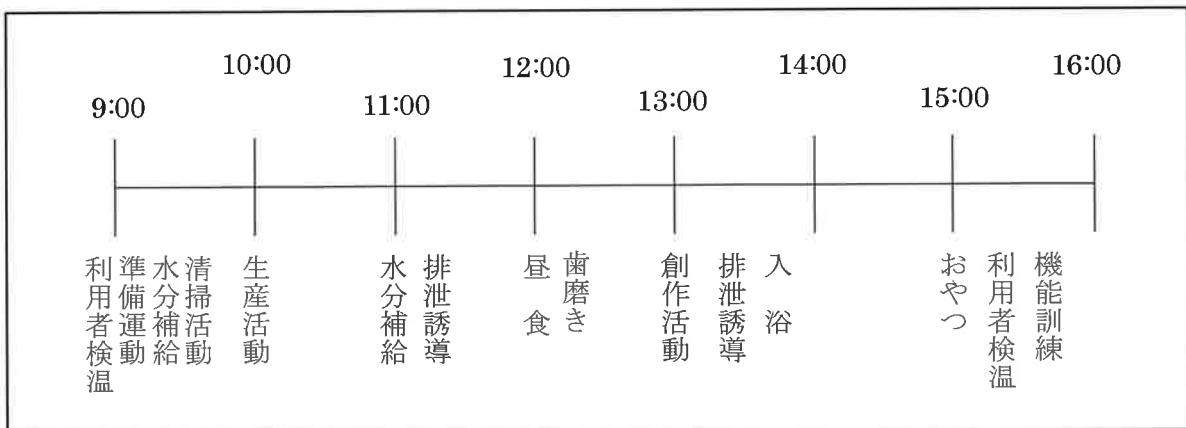 9:00
10:00
11:00
12:00
13:00
14:00
15:00
16:00
利用者検温
準備運動
水分補給
清掃活動
生産活動
水分補給
排泄誘導
昼食
歯磨き
創作活動
排泄誘導
入浴
おやつ
利用者検温
機能訓練